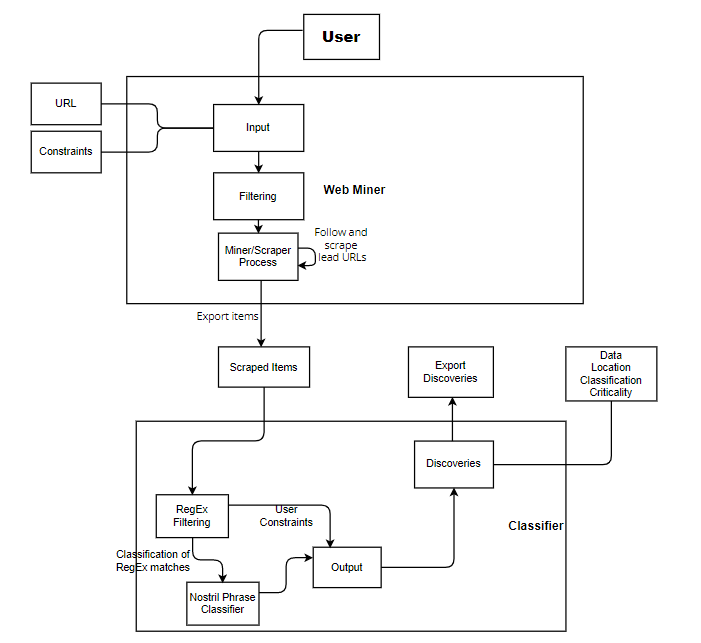 User
URL
Constraints
Input
Filtering
Web Miner
Miner/Scraper
Process
Follow and
scrape
lead URLs
Export items
Scraped Items
Export
Discoveries
Data
Location
Classification
Criticality
Discoveries
RegEx
Filtering
User
Constraints
Classifier
Classification of
RegEx matches
Output
Nostril Phrase
Classifier